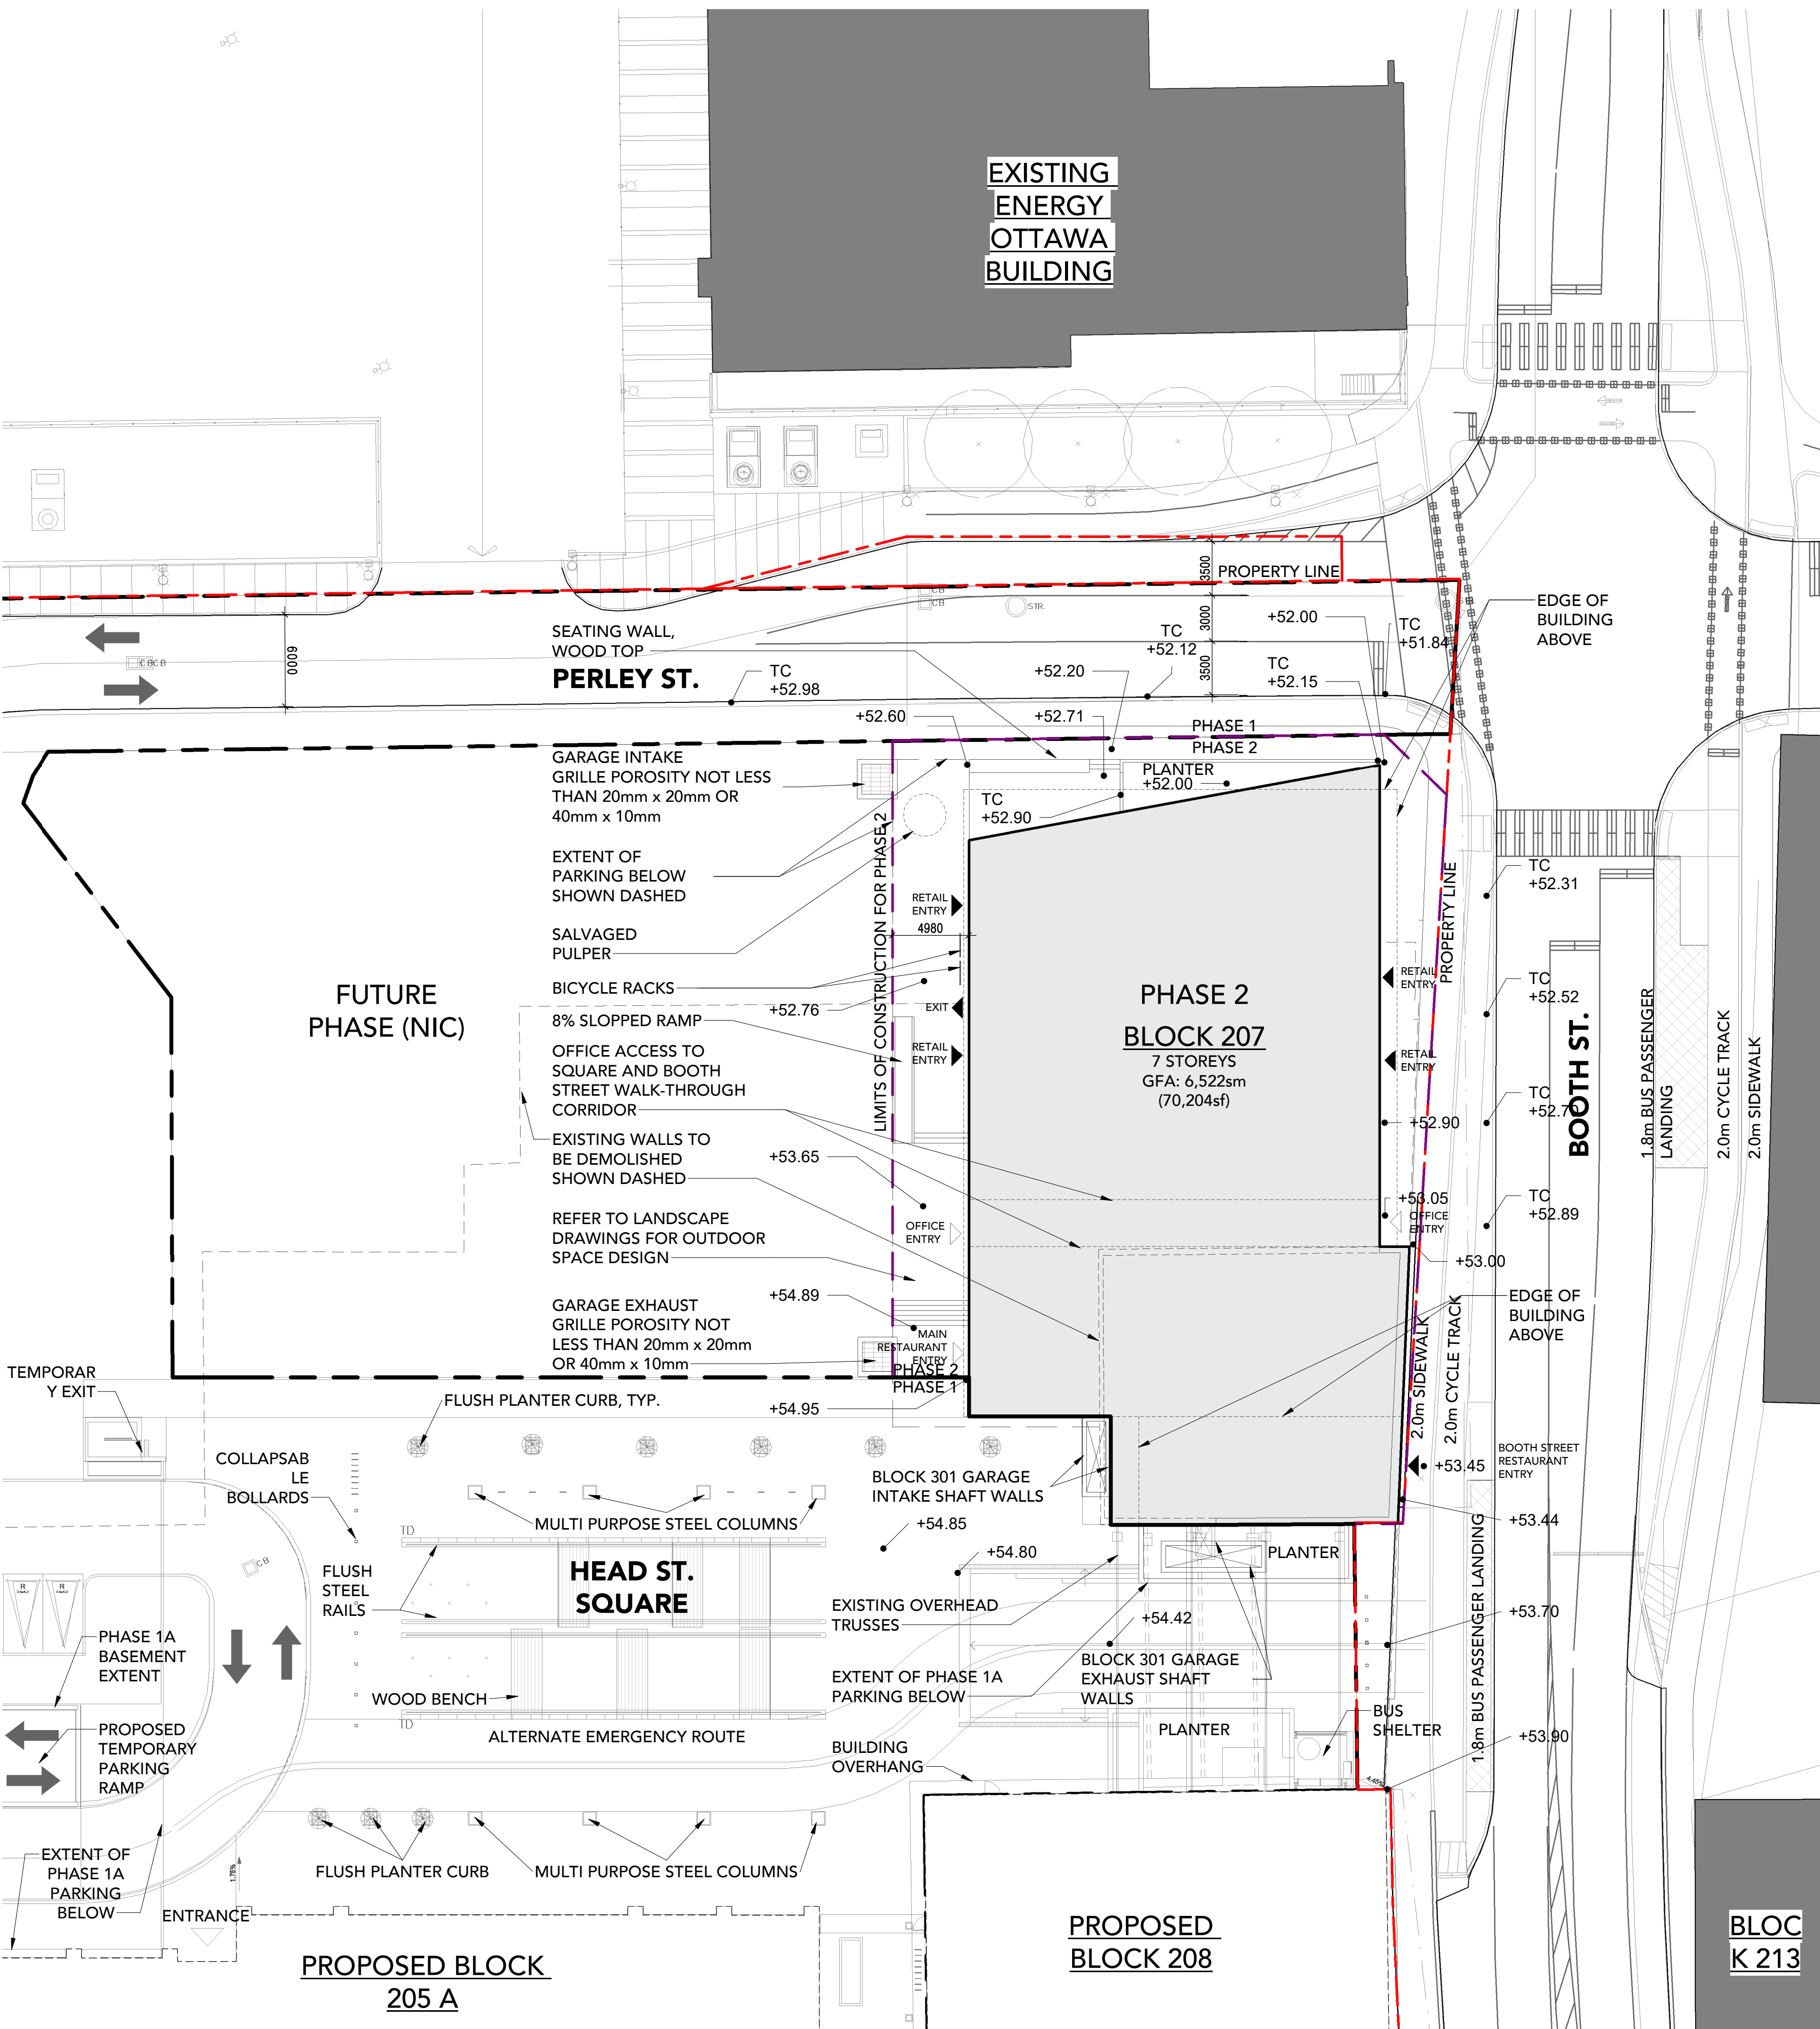 EXISTING
ENERGY
OTTAWA
BUILDING
PROPERTY LINE
3500
3000
3500
6000
CB
CB
STR.
CBCB
+52.00
TC
+51.84
EDGE OF
BUILDING
ABOVE
SEATING WALL,
WOOD TOP
PERLEY ST.
TC
+52.98
TC
+52.12
+52.20
TC
+52.15
+52.60
+52.71
PHASE 1
PHASE 2
PLANTER
+52.00
TC
+52.90
GARAGE INTAKE
GRILLE POROSITY NOT LESS
THAN 20mm x 20mm OR
40mm x 10mm
EXTENT OF
PARKING BELOW
SHOWN DASHED
SALVAGED
PULPER
BICYCLE RACKS
8% SLOPPED RAMP
OFFICE ACCESS TO
SQUARE AND BOOTH
STREET WALK-THROUGH
CORRIDOR
EXISTING WALLS TO
BE DEMOLISHED
SHOWN DASHED
REFER TO LANDSCAPE
DRAWINGS FOR OUTDOOR
SPACE DESIGN
GARAGE EXHAUST
GRILLE POROSITY NOT
LESS THAN 20mm x 20mm
OR 40mm x 10mm
LIMITS OF CONSTRUCTION FOR PHASE 2
RETAIL
ENTRY
4980
+52.76
EXIT
RETAIL
ENTRY
+53.65
OFFICE
ENTRY
+54.89
MAIN
RESTAURANT
ENTRY
PHASE 2
PHASE 1
+54.95
FUTURE
PHASE (NIC)
PHASE 2
BLOCK 207
7 STOREYS
GFA: 6,522sm
(70,204sf)
RETAIL
ENTRY
RETAIL
ENTRY
PROPERTY LINE
+52.90
+53.05
OFFICE
ENTRY
+53.00
TC
+52.31
TC
+52.52
TC
TC
+52.89
BOOTH ST.
1.8m BUS PASSENGER
LANDING
2.0m CYCLE TRACK
2.0m SIDEWALK
EDGE OF
BUILDING
ABOVE
2.0m SIDEWALK
2.0m CYCLE TRACK
BOOTH STREET
RESTAURANT
ENTRY
+53.45
+53.44
1.8m BUS PASSENGER LANDING
+53.70
+53.90
TEMPORAR
Y EXIT
FLUSH PLANTER CURB, TYP.
COLLAPSAB
LE
BOLLARDS
BLOCK 301 GARAGE
INTAKE SHAFT WALLS
MULTI PURPOSE STEEL COLUMNS
+54.85
TD
CB
+54.80
PLANTER
FLUSH
STEEL
RAILS
HEAD ST.
SQUARE
EXISTING OVERHEAD
TRUSSES
+54.42
R
R
PHASE 1A
BASEMENT
EXTENT
BLOCK 301 GARAGE
EXHAUST SHAFT
WALLS
EXTENT OF PHASE 1A
PARKING BELOW
WOOD BENCH
TD
ALTERNATE EMERGENCY ROUTE
PLANTER
BUS
SHELTER
PROPOSED
TEMPORARY
PARKING
RAMP
BUILDING
OVERHANG
EXTENT OF
PHASE 1A
PARKING
BELOW
1.75%
FLUSH PLANTER CURB
MULTI PURPOSE STEEL COLUMNS
ENTRANCE
PROPOSED BLOCK
205 A
PROPOSED
BLOCK 208
BLOC
K 213